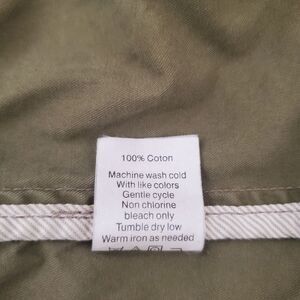 100% Coton
Machine wash cold
With like colors
Gentle cycle
Non chlorine
bleach only
Tumble dry low
Warm iron as needed